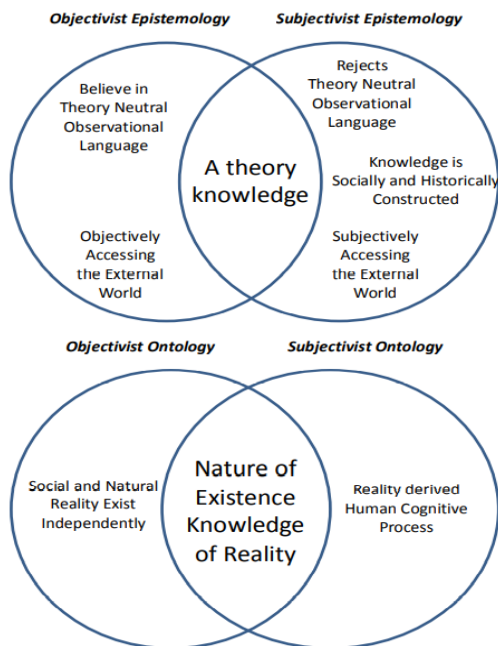 Objectivist Epistemology
Subjectivist Epistemology
Believe in
Theory Neutral
Observational
Language
Objectively
Accessing
the External
World
A theory
knowledge
Rejects
Theory Neutral
Observational
Language
Knowledge is
Socially and Historically
Constructed
Subjectively
Accessing
the External
World
Objectivist Ontology
Subjectivist Ontology
Social and Natural
Reality Exist
Independently
Nature of
Existence
Knowledge
of Reality
Reality derived
Human Cognitive
Process